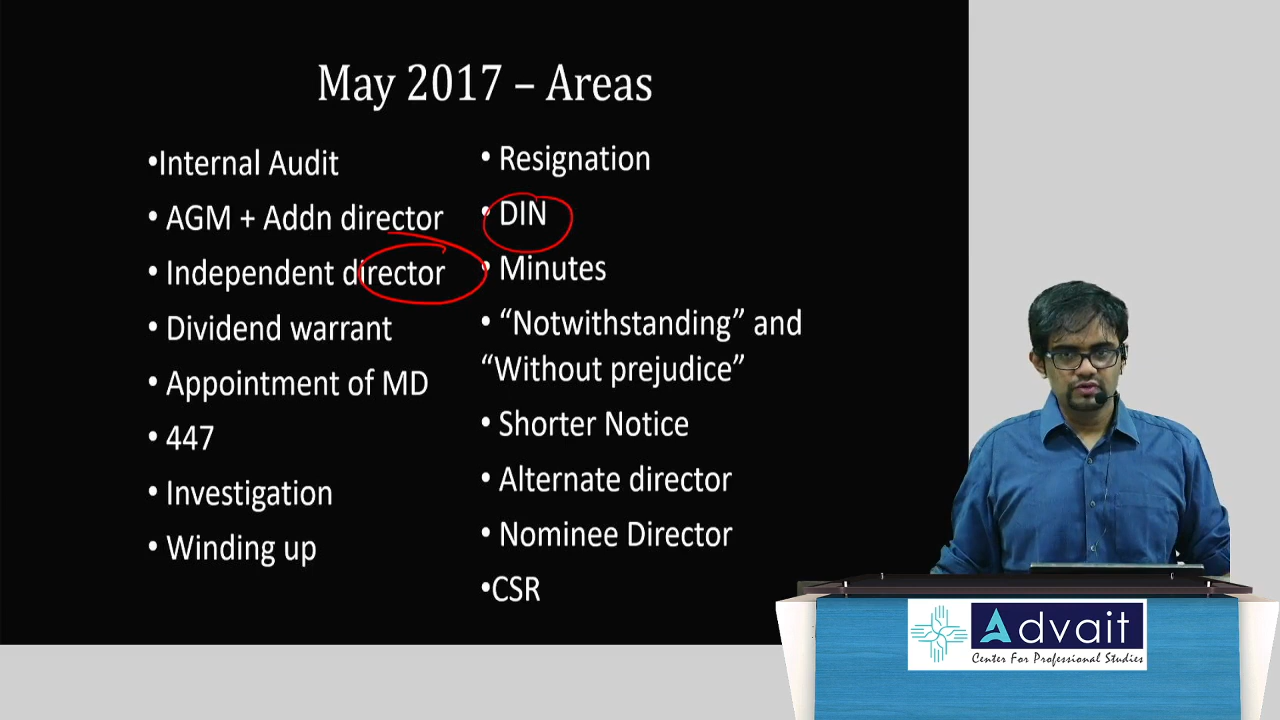 May 2017 – Areas
•Internal Audit
• AGM + Addn director
• Independent director
• Dividend warrant
• Appointment of MD
• 447
• Investigation
• Winding up
• Resignation
• DIN
• Minutes
• “Notwithstanding” and
“Without prejudice”
• Shorter Notice
• Alternate director
• Nominee Director
•CSR
Advait
Center For Professional Studies